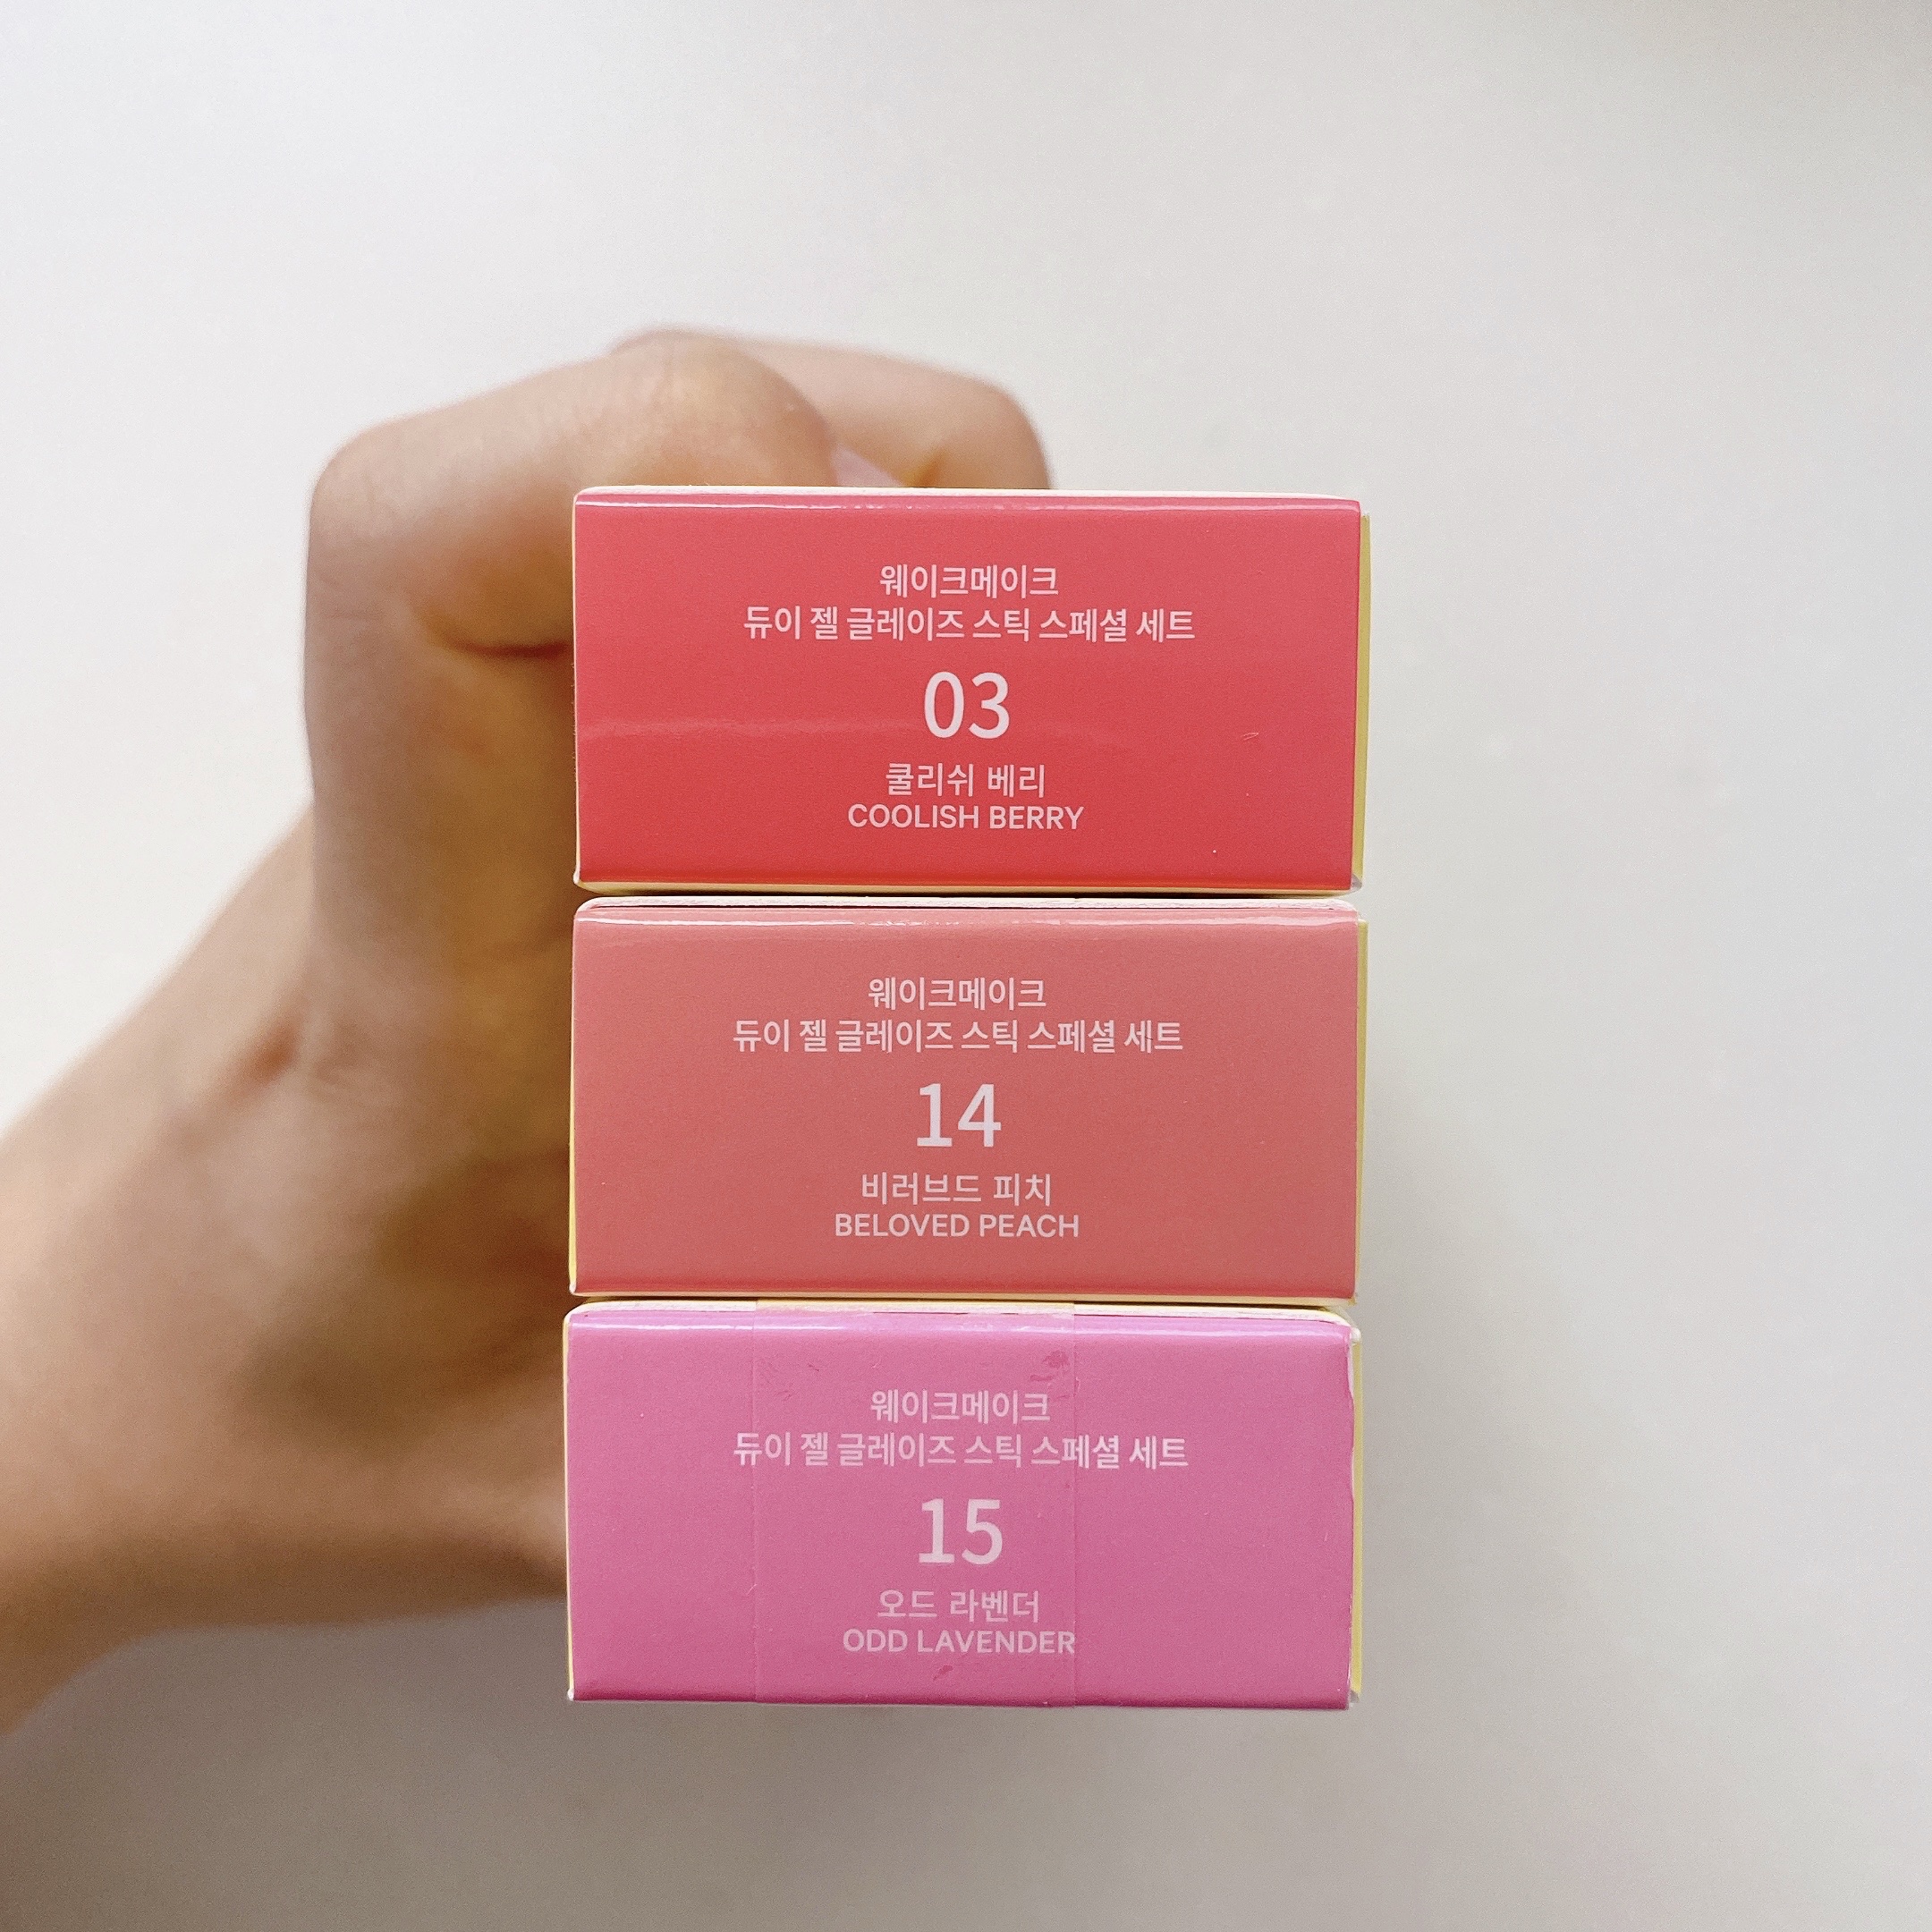 웨이크메이크
듀이 젤 글레이즈 스틱 스페셜 세트
03
쿨리쉬 베리
COOLISH BERRY
웨이크메이크
듀이 젤 글레이즈 스틱 스페셜 세트
14
비러브드 피치
BELOVED PEACH
웨이크메이크
듀이 젤 글레이즈 스틱 스페셜 세트
15
오드 라벤더
ODD LAVENDER